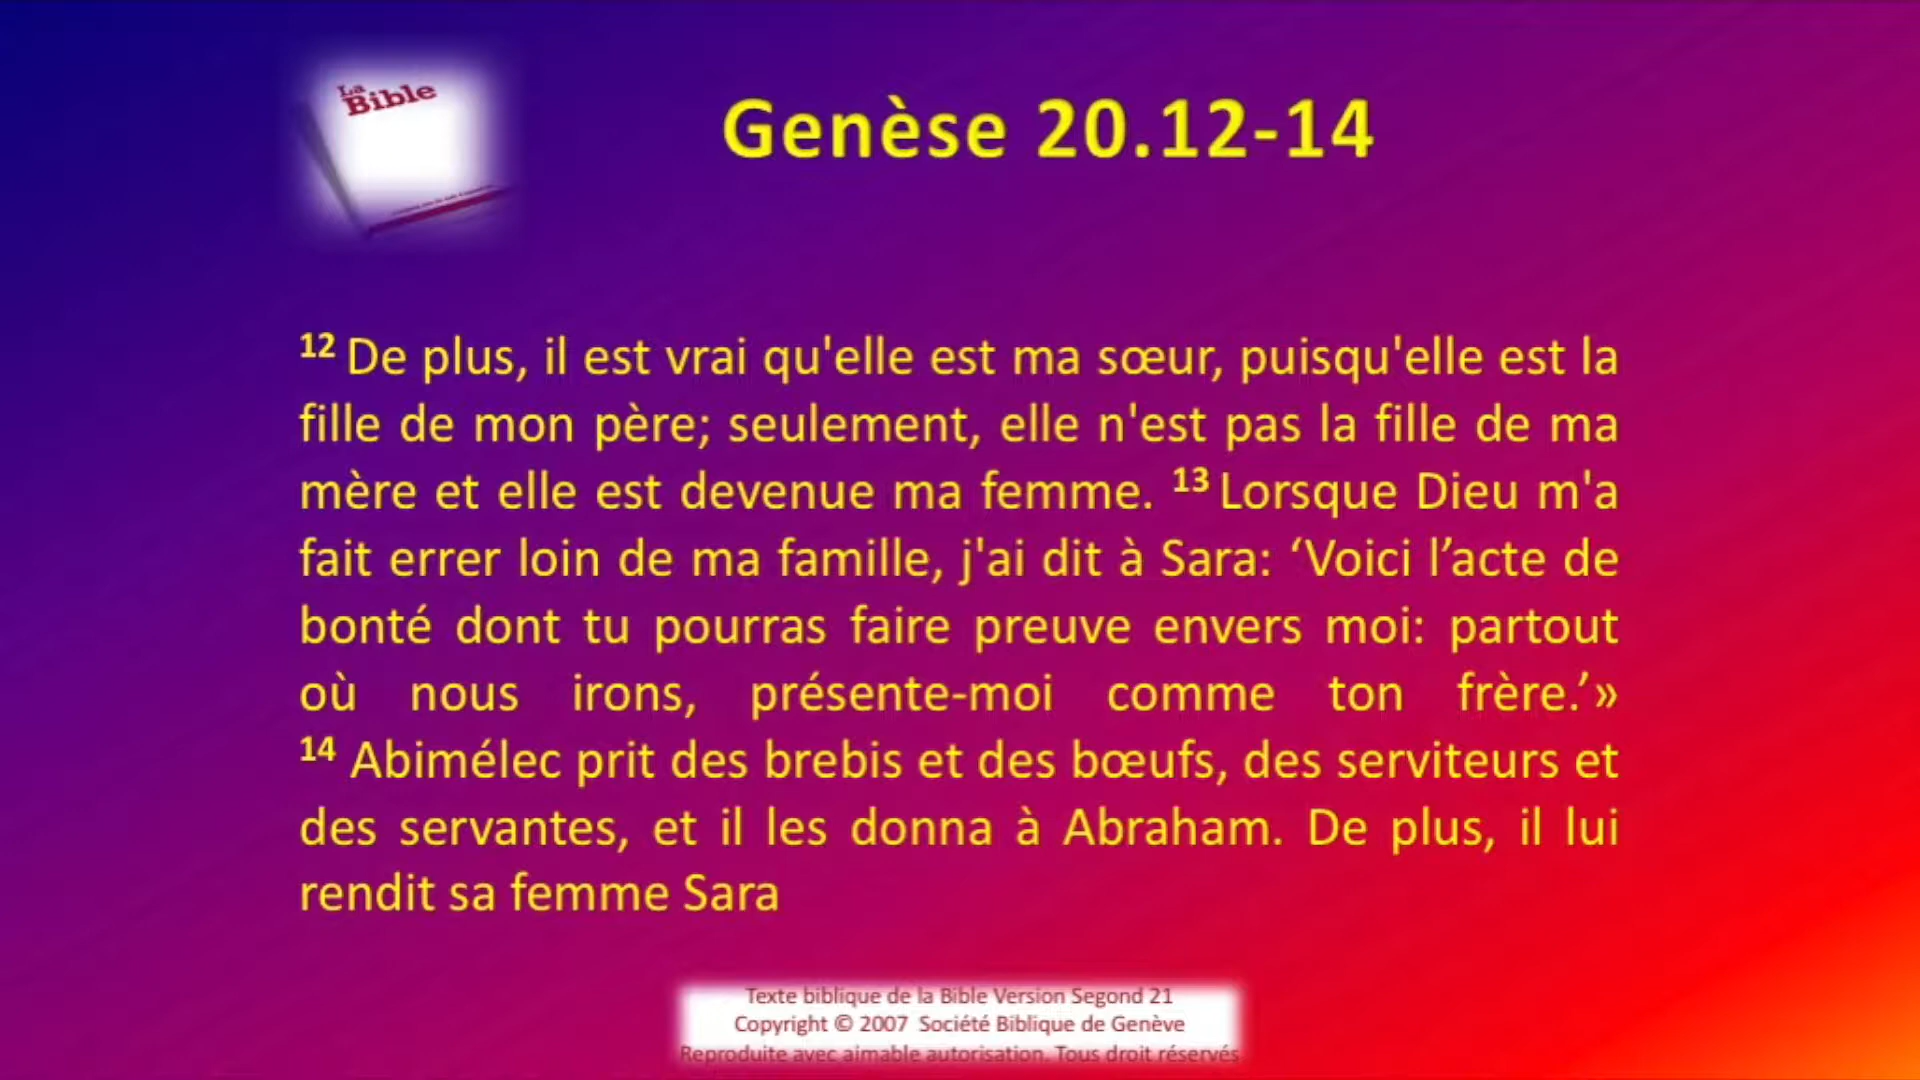 La
Bible
Genèse 20.12-14
12 De plus, il est vrai qu'elle est ma sœur, puisqu'elle est la
fille de mon père; seulement, elle n'est pas la fille de ma
mère et elle est devenue ma femme. 13 Lorsque Dieu m'a
fait errer loin de ma famille, j'ai dit à Sara: ‘Voici l’acte de
bonté dont tu pourras faire preuve envers moi: partout
où nous irons, présente-moi comme ton frère.’»
14 Abimélec prit des brebis et des bœufs, des serviteurs et
des servantes, et il les donna à Abraham. De plus, il lui
rendit sa femme Sara
Texte biblique de la Bible Version Segond 21
Copyright © 2007 Société Biblique de Genève
Reproduite avec aimable autorisation. Tous droit réservés